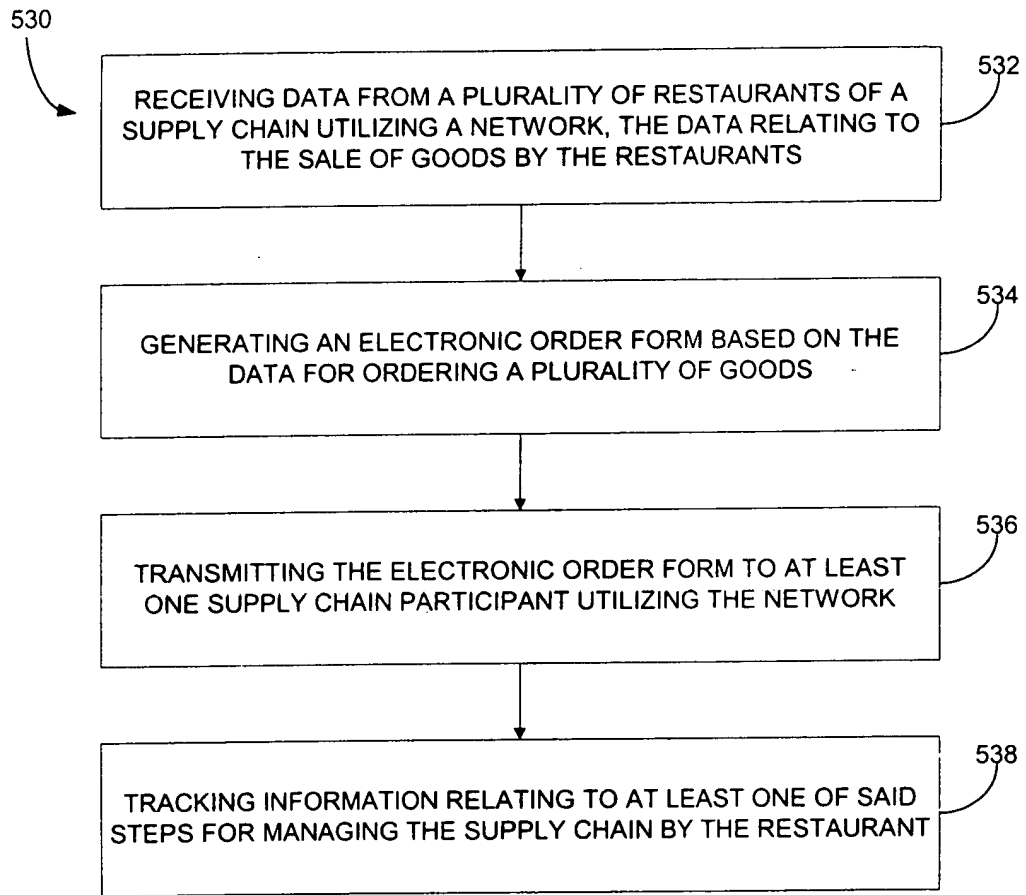 530
532
RECEIVING DATA FROM A PLURALITY OF RESTAURANTS OF A
SUPPLY CHAIN UTILIZING A NETWORK, THE DATA RELATING TO
THE SALE OF GOODS BY THE RESTAURANTS
534
GENERATING AN ELECTRONIC ORDER FORM BASED ON THE
DATA FOR ORDERING A PLURALITY OF GOODS
536
TRANSMITTING THE ELECTRONIC ORDER FORM TO AT LEAST
ONE SUPPLY CHAIN PARTICIPANT UTILIZING THE NETWORK
538
TRACKING INFORMATION RELATING TO AT LEAST ONE OF SAID
STEPS FOR MANAGING THE SUPPLY CHAIN BY THE RESTAURANT